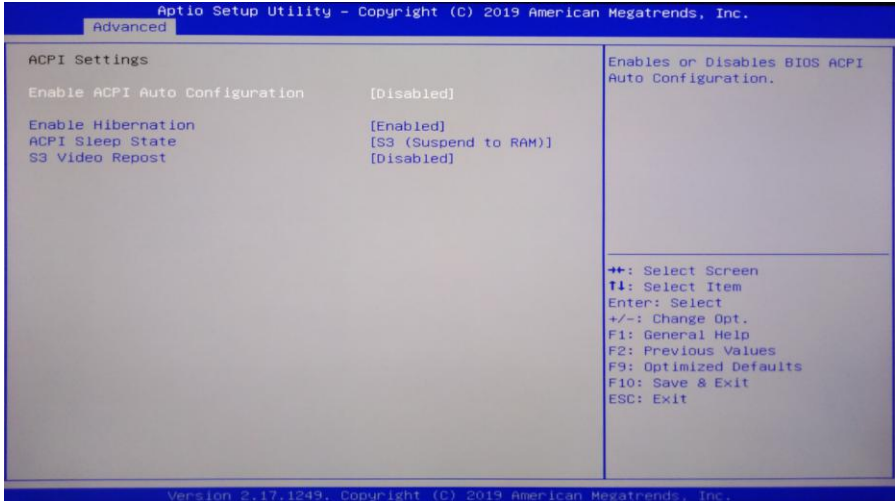 Aptio Setup Utility – Copyright (C) 2019 American Megatrends, Inc.
Advanced
ACPI Settings
Enable ACPI Auto Configuration [Disabled]
Enable Hibernation [Enabled]
ACPI Sleep State [S3 (Suspend to RAM)]
S3 Video Repost [Disabled]
Enables or Disables BIOS ACPI
Auto Configuration.
→←: Select Screen
↑↓: Select Item
Enter: Select
+/-: Change Opt.
F1: General Help
F2: Previous Values
F9: Optimized Defaults
F10: Save & Exit
ESC: Exit
Version 2.17.1249. Copyright (C) 2019 American Megatrends, Inc.